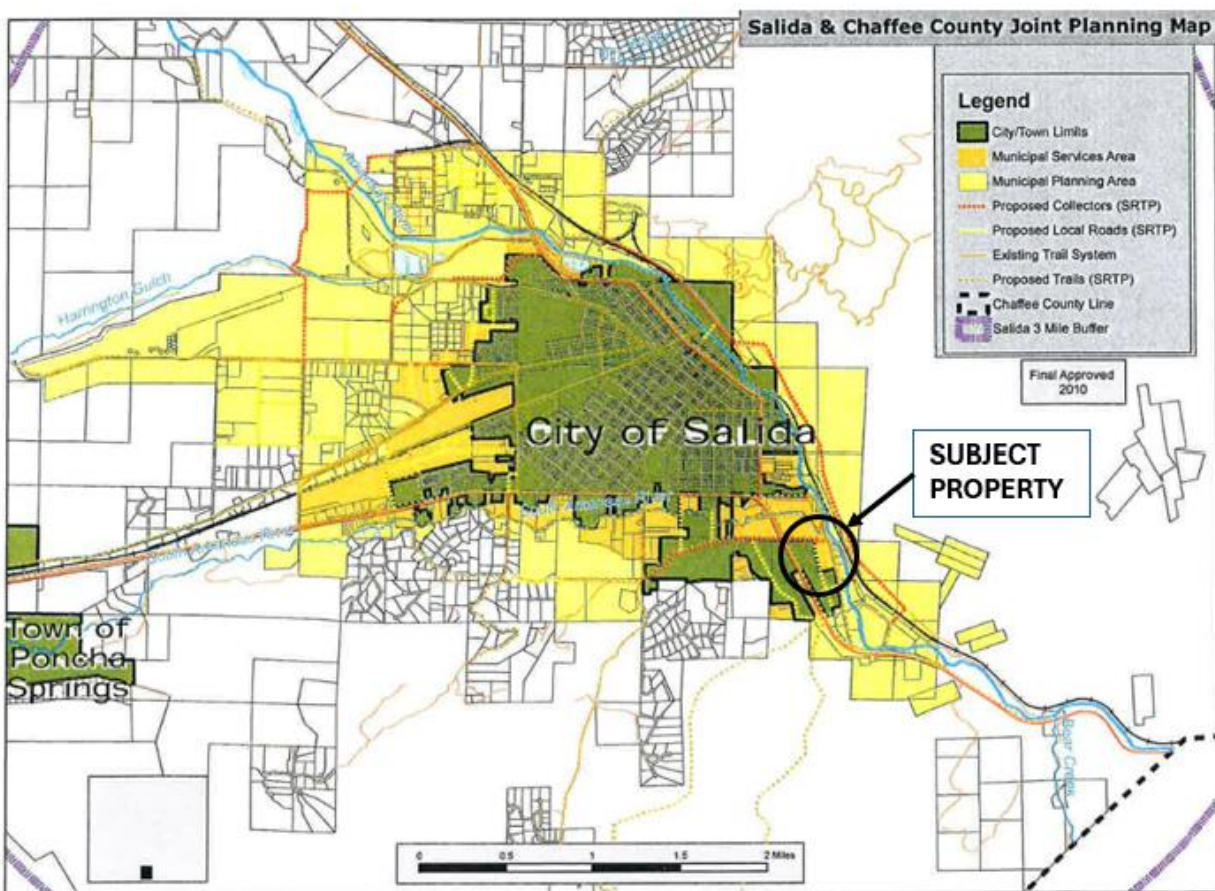 Salida & Chaffee County Joint Planning Map
Legend
City/Town Limits
Municipal Services Area
Municipal Planning Area
Proposed Collectors (SRTP)
Proposed Local Roads (SRTP)
Existing Trail System
Proposed Trails (SRTP)
Chaffee County Line
Salida 3 Mile Buffer
Final Approved
2010
Harrington Gulch
City of Salida
SUBJECT
PROPERTY
Town of
Poncha
Springs
Bear Creek
0 0.5 1 1.5 2 Miles